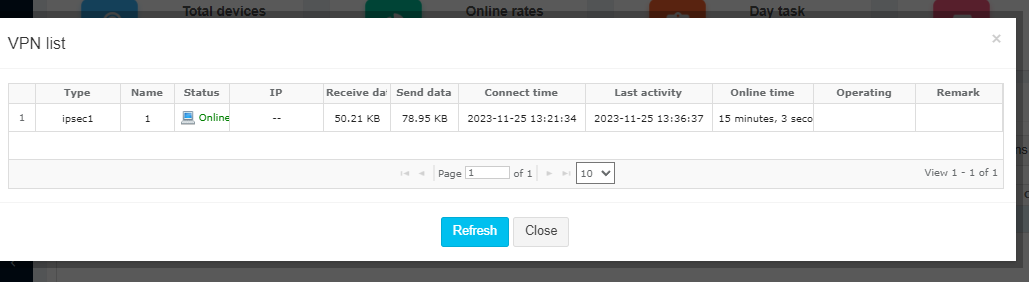 Total devices
Online rates
Day task
VPN list
×
Type Name Status IP Receive dat Send data Connect time Last activity Online time Operating Remark
1 ipsec1 1 Online -- 50.21 KB 78.95 KB 2023-11-25 13:21:34 2023-11-25 13:36:37 15 minutes, 3 seco
Page 1 of 1 10 View 1 - 1 of 1
Refresh Close